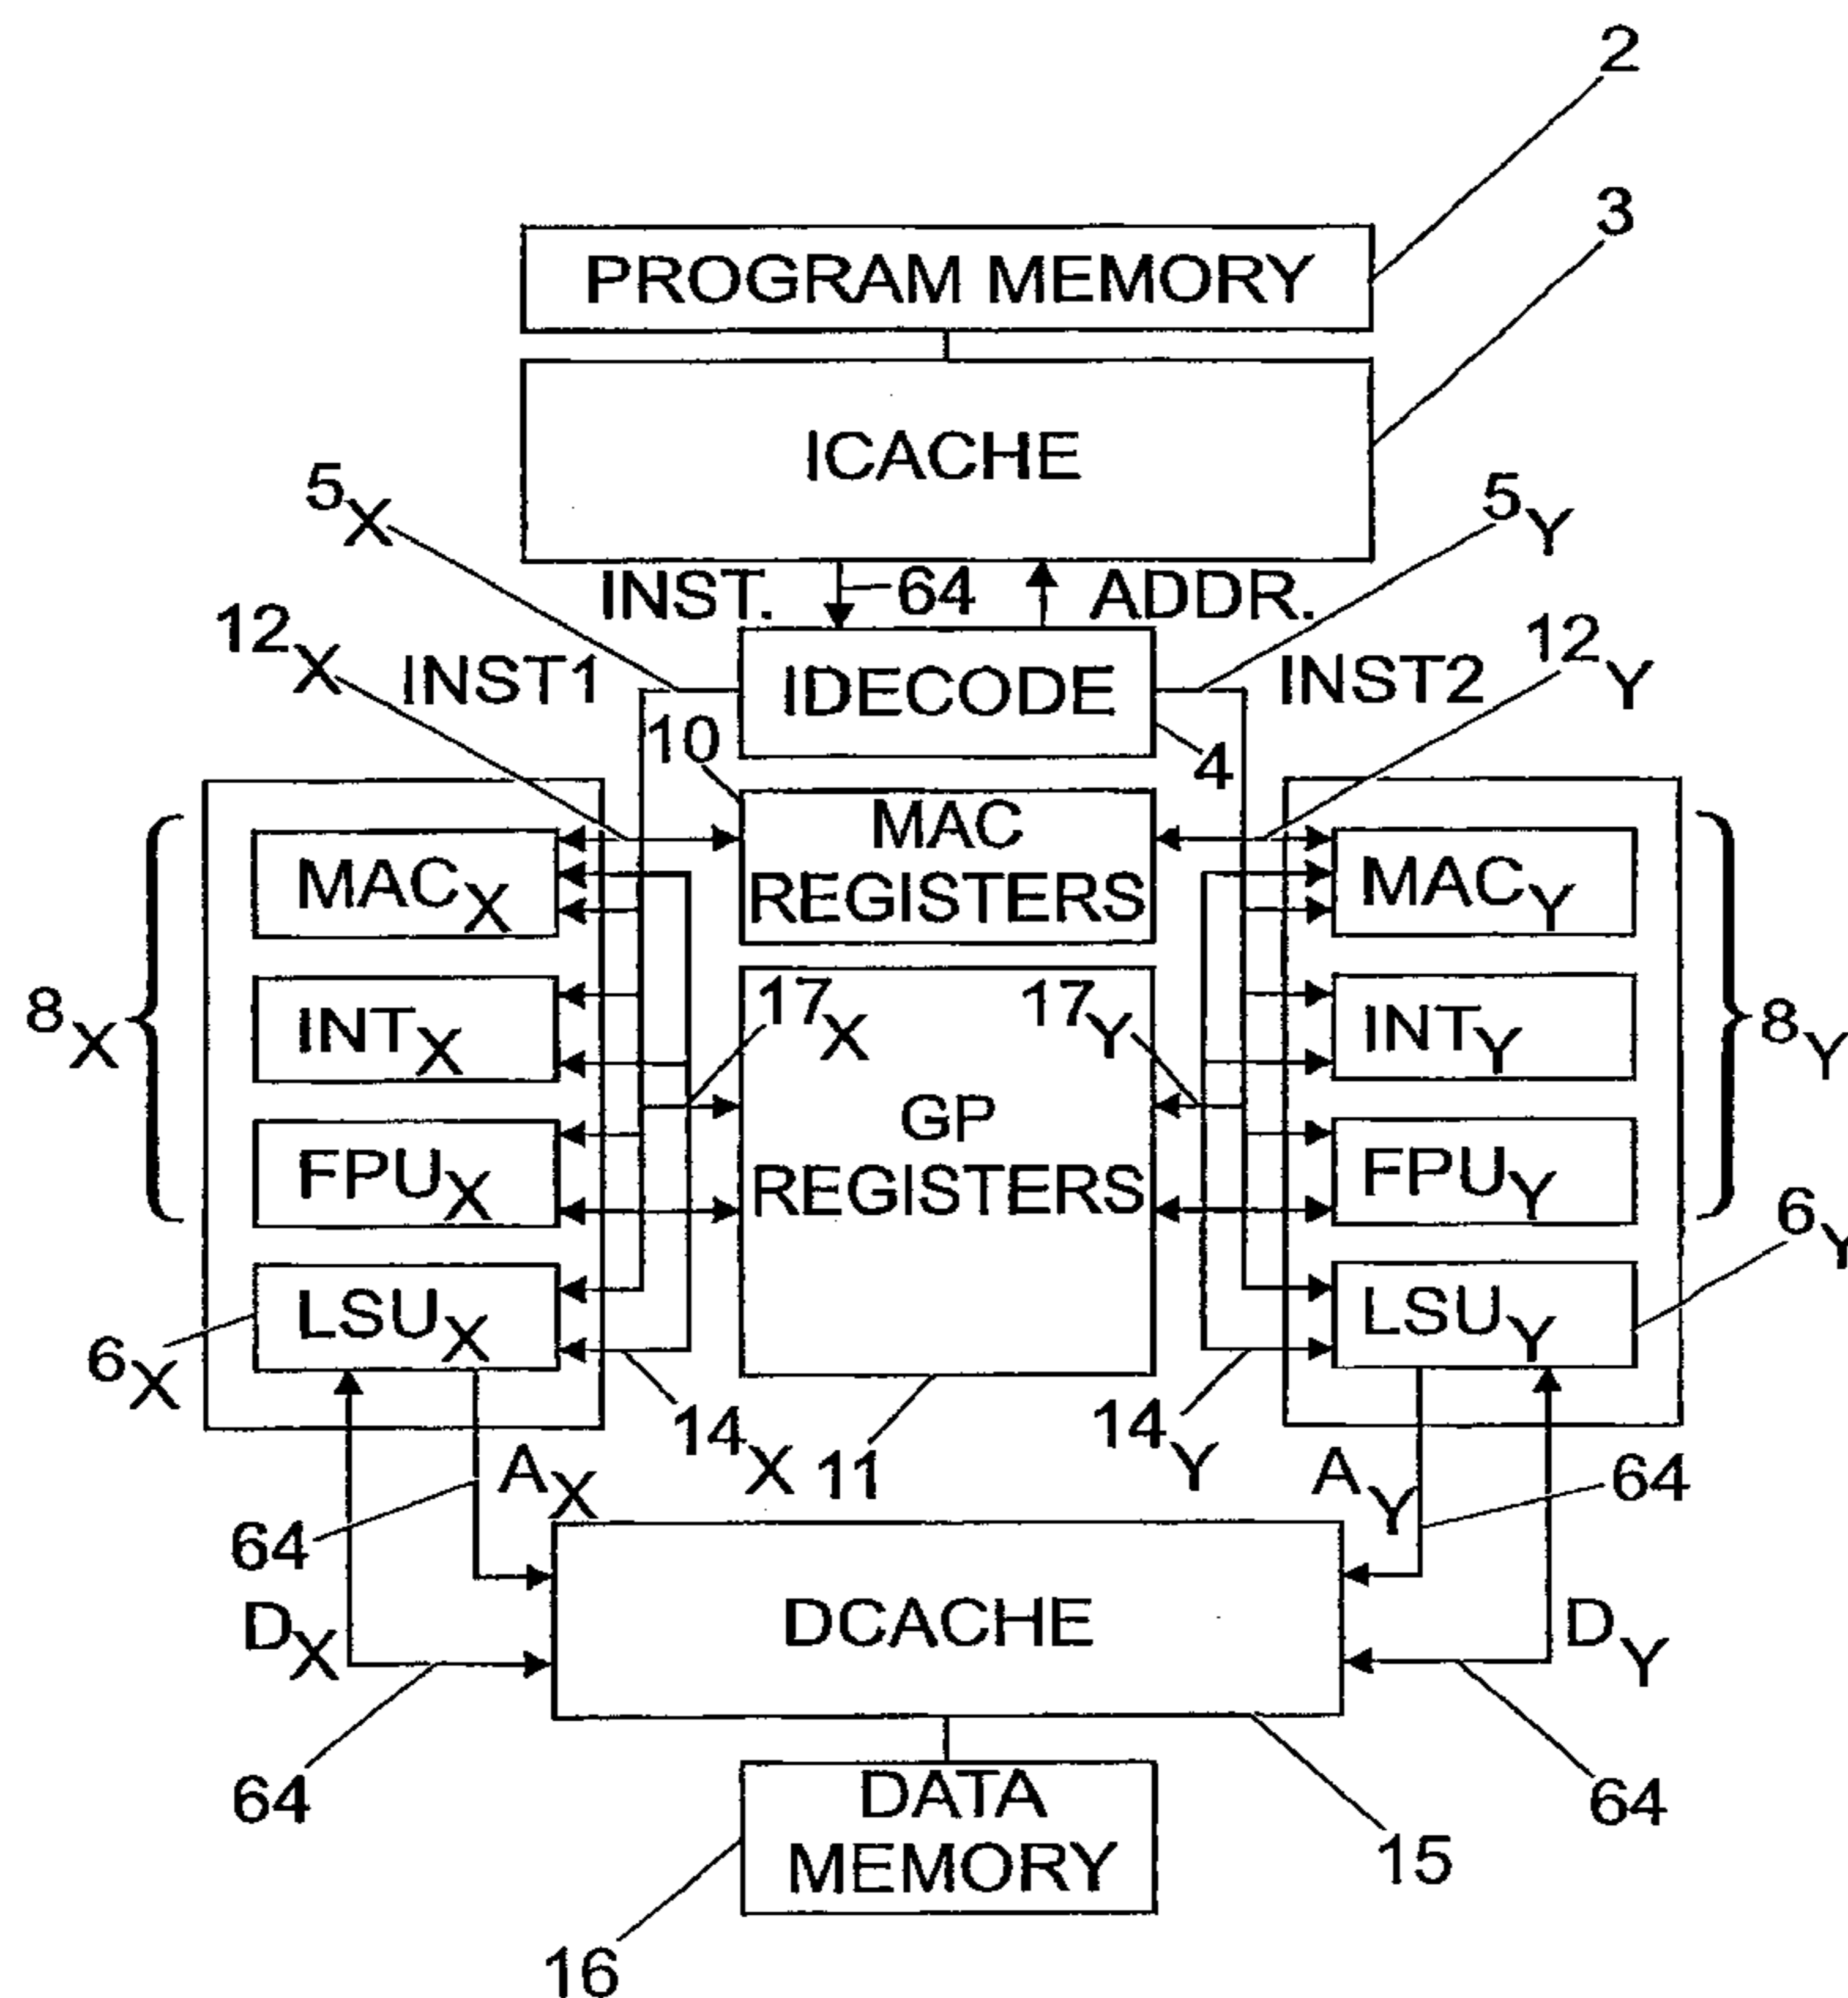 2
3
PROGRAM MEMORY
ICACHE
5X
5Y
INST.
64
ADDR.
12X
INST1
IDECODE
INST2
12Y
10
4
MAC
REGISTERS
MACX
MACY
8X
INTX
17X
17Y
INTY
8Y
GP
REGISTERS
FPUX
FPUY
6Y
LSUX
LSUY
6X
14X
11
14Y
AX
AY
64
64
DX
DCACHE
DY
64
64
DATA
MEMORY
15
16